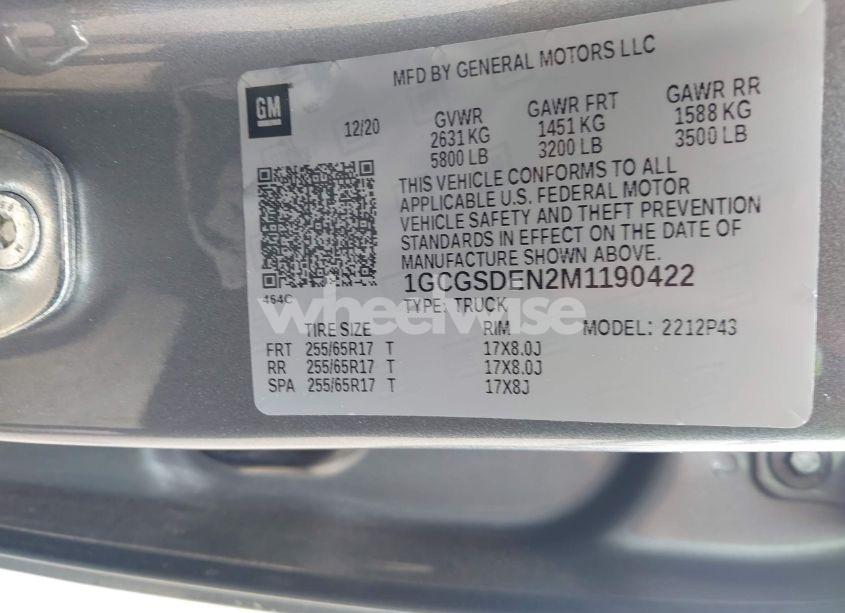 MFD BY GENERAL MOTORS LLC
GM
12/20
GVWR GAWR FRT GAWR RR
2631 KG 1451 KG 1588 KG
5800 LB 3200 LB 3500 LB
THIS VEHICLE CONFORMS TO ALL
APPLICABLE U.S. FEDERAL MOTOR
VEHICLE SAFETY AND THEFT PREVENTION
STANDARDS IN EFFECT ON THE DATE OF
MANUFACTURE SHOWN ABOVE.
1GCGSDEN2M1190422
464C
TYPE: TRUCK
wheelwise
TIRE SIZE RIM MODEL: 2212P43
FRT 255/65R17 T 17X8.0J
RR 255/65R17 T 17X8.0J
SPA 255/65R17 T 17X8J